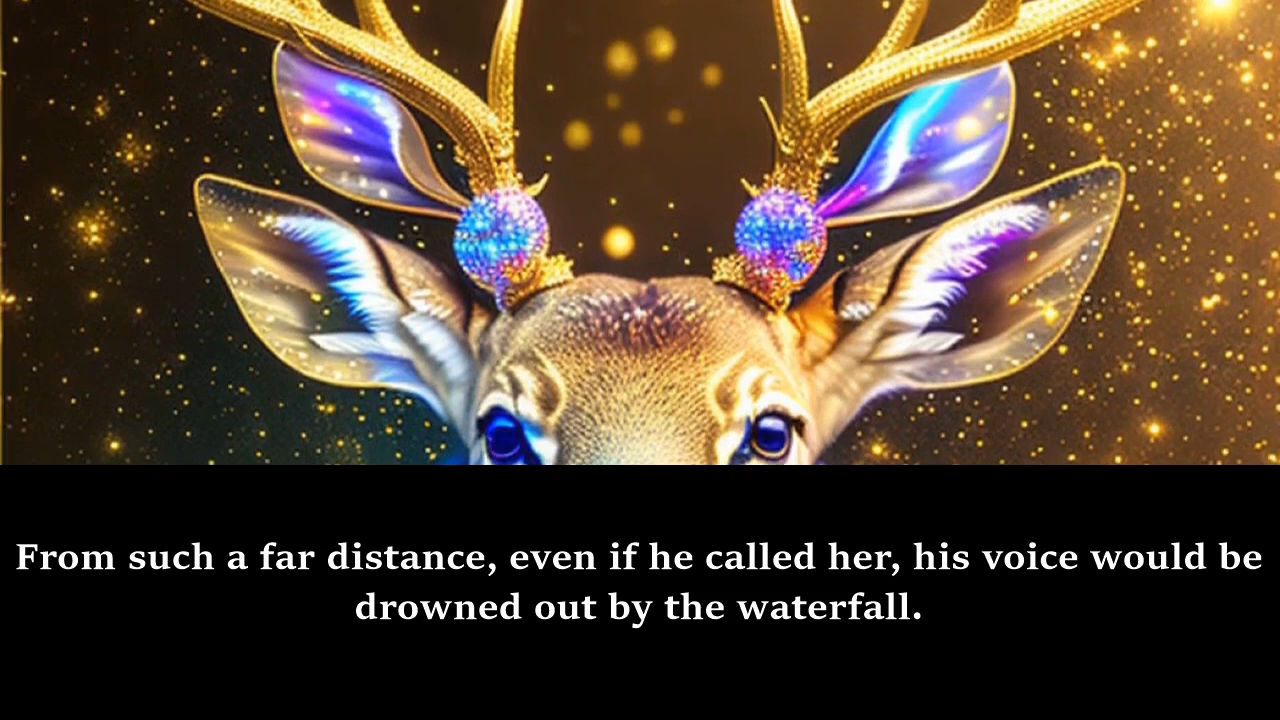 From such a far distance, even if he called her, his voice would be
drowned out by the waterfall.